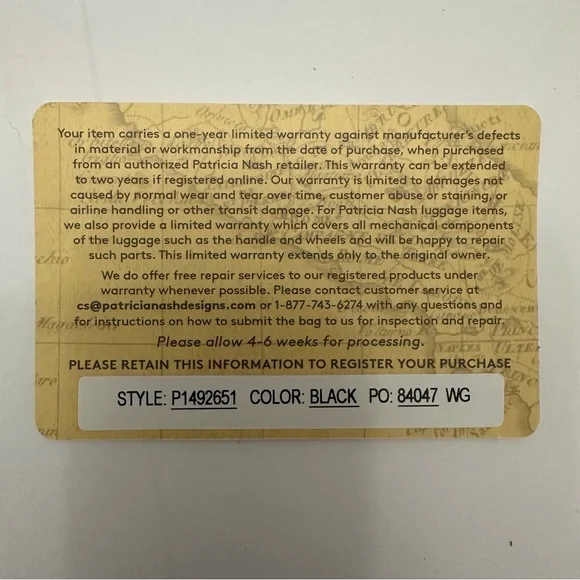 Your item carries a one-year limited warranty against manufacturer's defects
in material or workmanship from the date of purchase, when purchased
from an authorized Patricia Nash retailer. This warranty can be extended
to two years if registered online. Our warranty is limited to damages not
caused by normal wear and tear over time, customer abuse or staining, or
airline handling or other transit damage. For Patricia Nash luggage items,
we also provide a limited warranty which covers all mechanical components
of the luggage such as the handle and wheels and will be happy to repair
such parts. This limited warranty extends only to the original owner.
We do offer free repair services to our registered products under
warranty whenever possible. Please contact customer service at
cs@patricianashdesigns.com or 1-877-743-6274 with any questions and
for instructions on how to submit the bag to us for inspection and repair.
Please allow 4-6 weeks for processing.
PLEASE RETAIN THIS INFORMATION TO REGISTER YOUR PURCHASE
STYLE: P1492651 COLOR: BLACK PO: 84047 WG